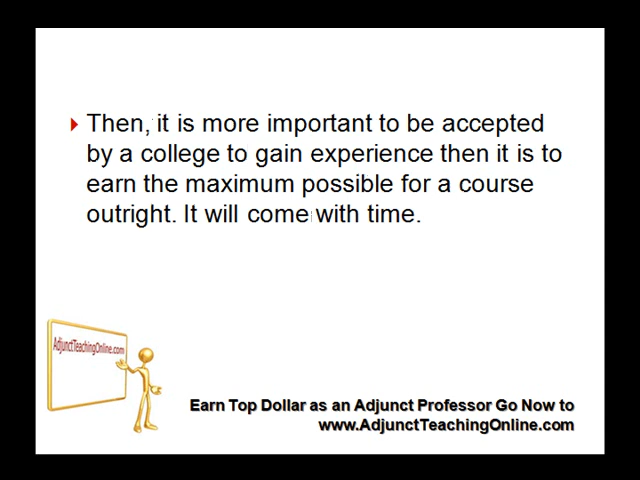 Then, it is more important to be accepted
by a college to gain experience then it is to
earn the maximum possible for a course
outright. It will come with time.
AdjunctTeachingOnline.com
Earn Top Dollar as an Adjunct Professor Go Now to
www.AdjunctTeachingOnline.com